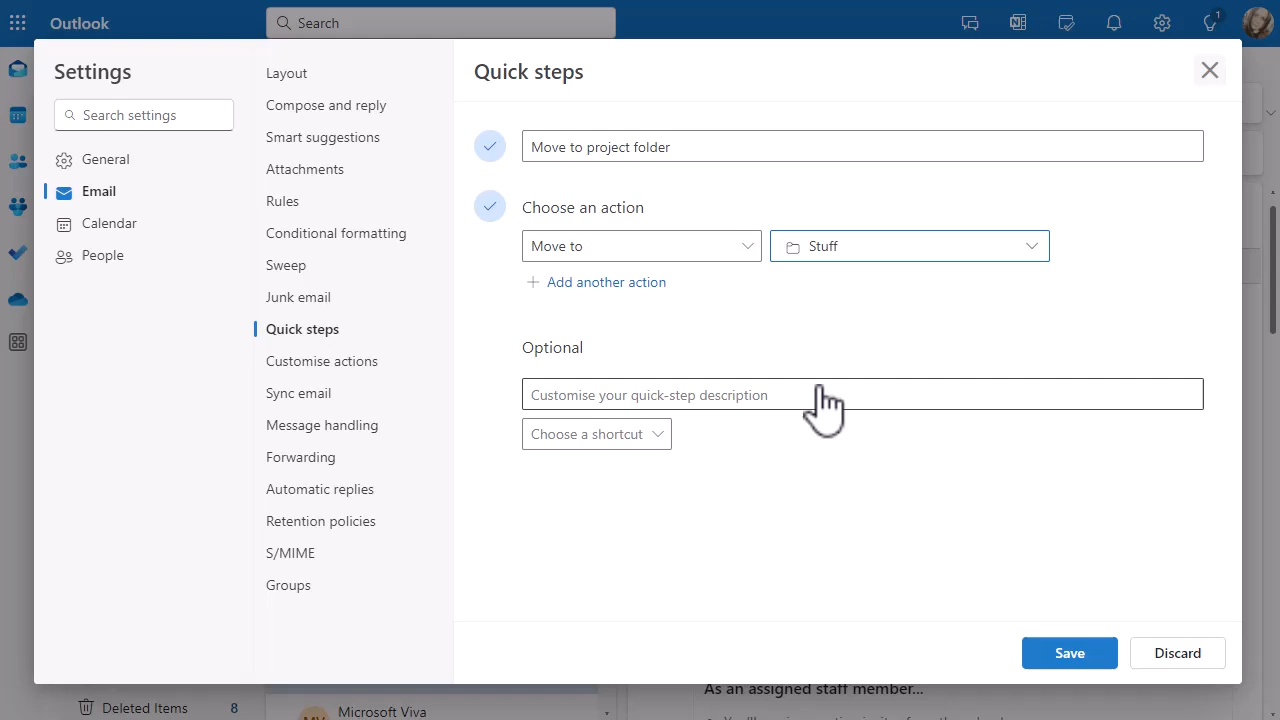 Outlook
Search
1
Settings
Search settings
General
Email
Calendar
People
Layout
Compose and reply
Smart suggestions
Attachments
Rules
Conditional formatting
Sweep
Junk email
Quick steps
Customise actions
Sync email
Message handling
Forwarding
Automatic replies
Retention policies
S/MIME
Groups
Quick steps
Move to project folder
Choose an action
Move to
Stuff
Add another action
Optional
Customise your quick-step description
Choose a shortcut
Save
Discard
Deleted Items 8
Microsoft Viva
As an assigned staff member...